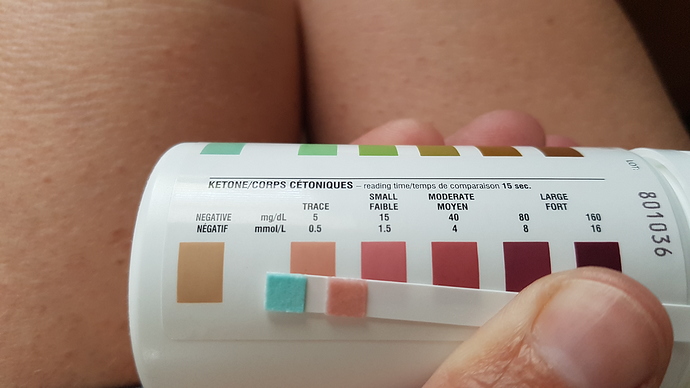 KETONE/CORPS CÉTONIQUES – reading time/temps de comparaison 15 sec.
SMALL MODERATE LARGE
TRACE FAIBLE MOYEN FORT
NEGATIVE mg/dL 5 15 40 80 160
NÉGATIF mmol/L 0.5 1.5 4 8 16
LOT:
801036